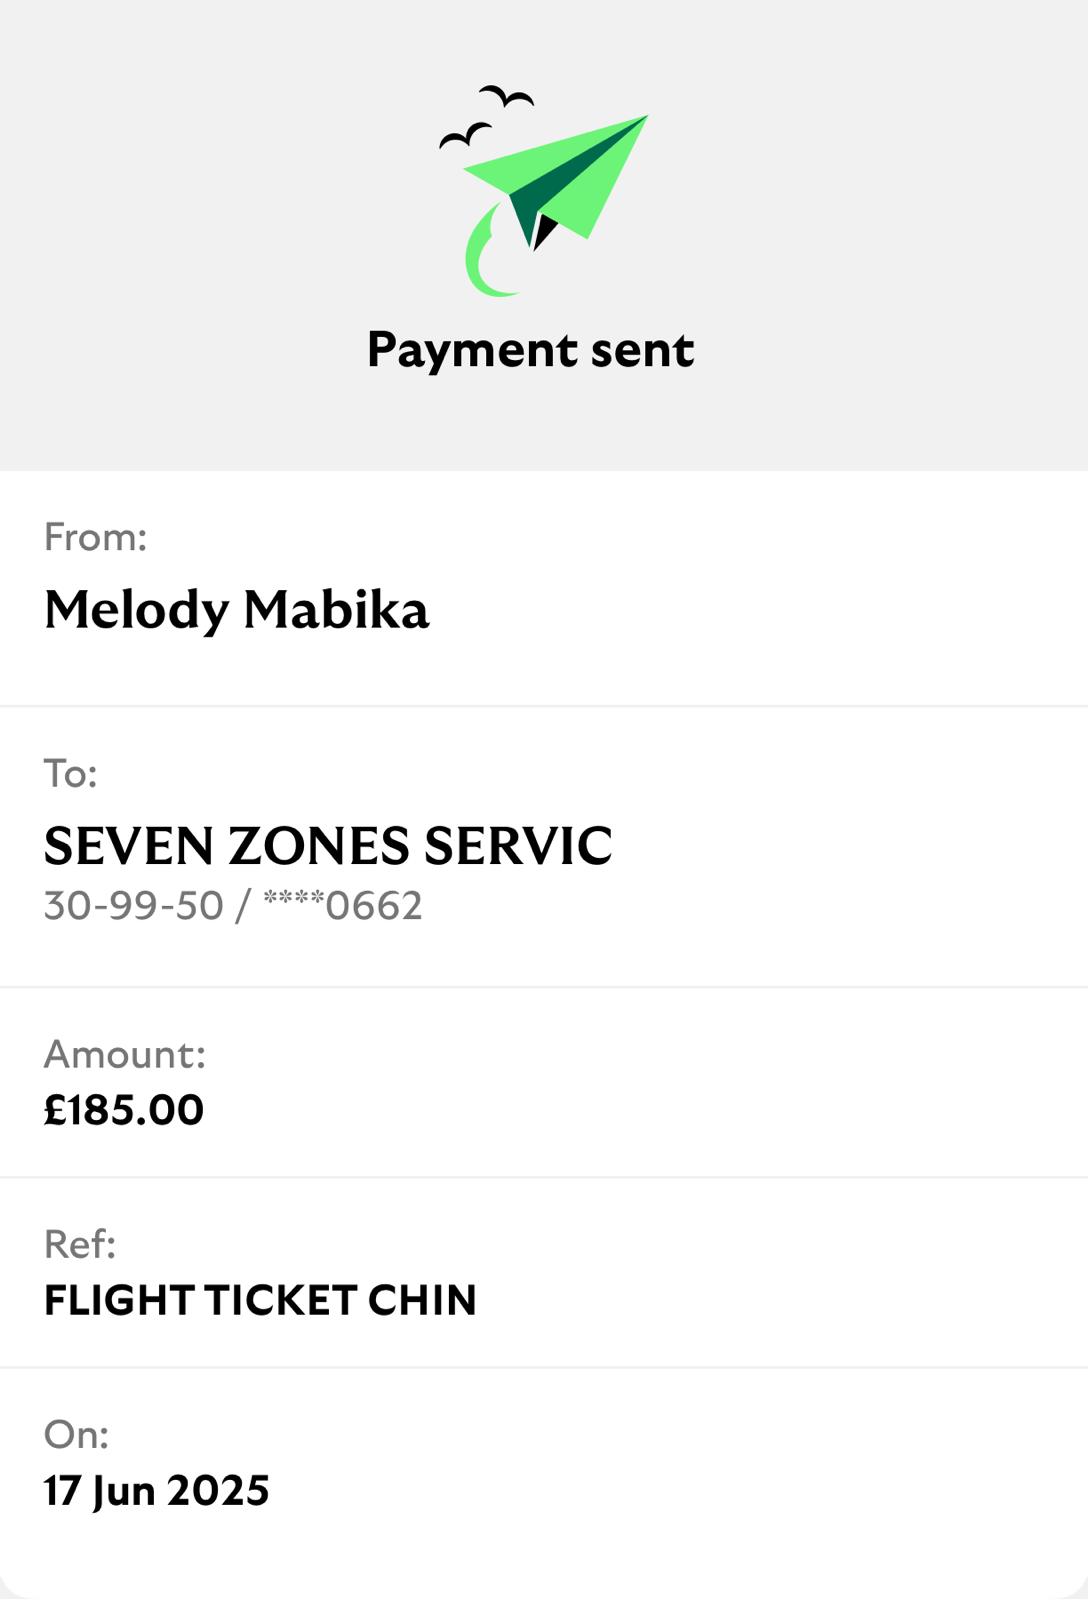 Payment sent
From:
Melody Mabika
To:
SEVEN ZONES SERVIC
30-99-50 / ****0662
Amount:
£185.00
Ref:
FLIGHT TICKET CHIN
On:
17 Jun 2025